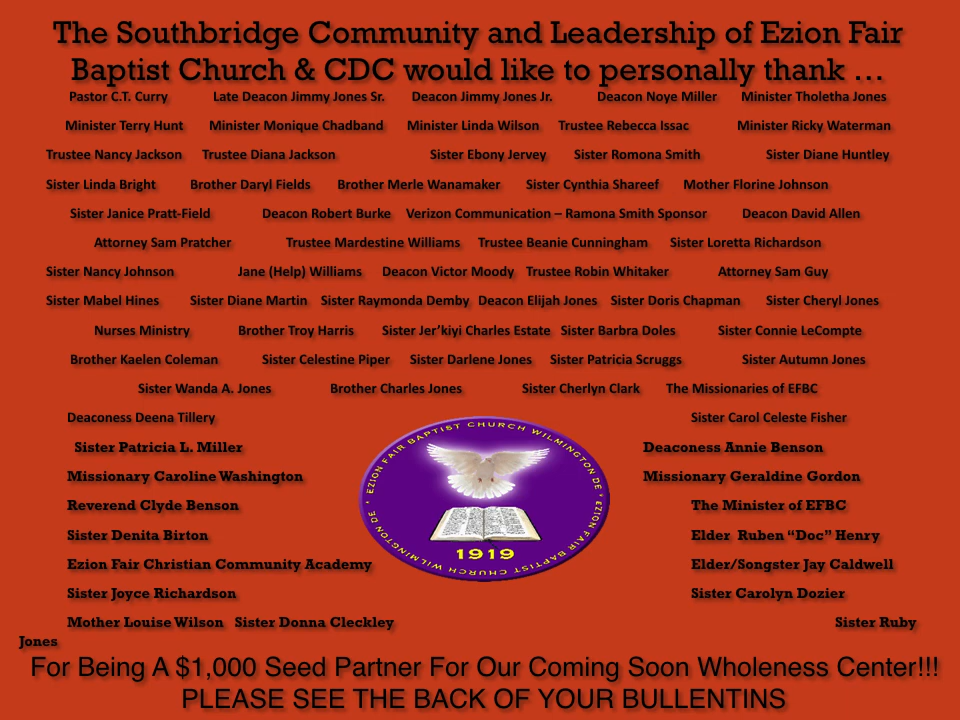 The Southbridge Community and Leadership of Ezion Fair
Baptist Church & CDC would like to personally thank …
Pastor C.T. Curry Late Deacon Jimmy Jones Sr. Deacon Jimmy Jones Jr. Deacon Noye Miller Minister Tholetha Jones
Minister Terry Hunt Minister Monique Chadband Minister Linda Wilson Trustee Rebecca Issac Minister Ricky Waterman
Trustee Nancy Jackson Trustee Diana Jackson Sister Ebony Jervey Sister Romona Smith Sister Diane Huntley
Sister Linda Bright Brother Daryl Fields Brother Merle Wanamaker Sister Cynthia Shareef Mother Florine Johnson
Sister Janice Pratt-Field Deacon Robert Burke Verizon Communication – Ramona Smith Sponsor Deacon David Allen
Attorney Sam Pratcher Trustee Mardestine Williams Trustee Beanie Cunningham Sister Loretta Richardson
Sister Nancy Johnson Jane (Help) Williams Deacon Victor Moody Trustee Robin Whitaker Attorney Sam Guy
Sister Mabel Hines Sister Diane Martin Sister Raymonda Demby Deacon Elijah Jones Sister Doris Chapman Sister Cheryl Jones
Nurses Ministry Brother Troy Harris Sister Jer’kiyi Charles Estate Sister Barbra Doles Sister Connie LeCompte
Brother Kaelen Coleman Sister Celestine Piper Sister Darlene Jones Sister Patricia Scruggs Sister Autumn Jones
Sister Wanda A. Jones Brother Charles Jones Sister Cherlyn Clark The Missionaries of EFBC
Deaconess Deena Tillery Sister Carol Celeste Fisher
Sister Patricia L. Miller Deaconess Annie Benson
Missionary Caroline Washington Missionary Geraldine Gordon
Reverend Clyde Benson The Minister of EFBC
Sister Denita Birton Elder Ruben “Doc” Henry
Ezion Fair Christian Community Academy Elder/Songster Jay Caldwell
Sister Joyce Richardson Sister Carolyn Dozier
Mother Louise Wilson Sister Donna Cleckley Sister Ruby
Jones
EZION FAIR BAPTIST CHURCH WILMINGTON DE • EZION FAIR BAPTIST CHURCH WILMINGTON DE •
1919
For Being A $1,000 Seed Partner For Our Coming Soon Wholeness Center!!!
PLEASE SEE THE BACK OF YOUR BULLENTINS